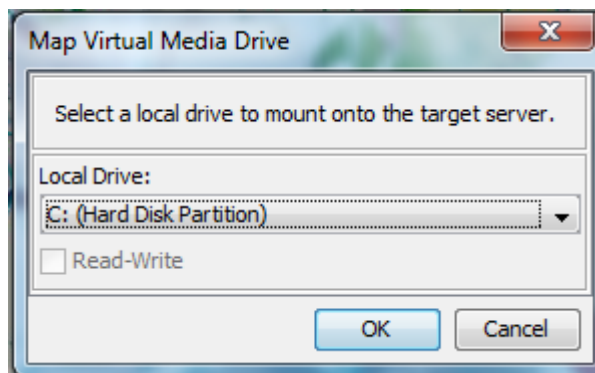 Map Virtual Media Drive
Select a local drive to mount onto the target server.
Local Drive:
C: (Hard Disk Partition)
Read-Write
OK
Cancel